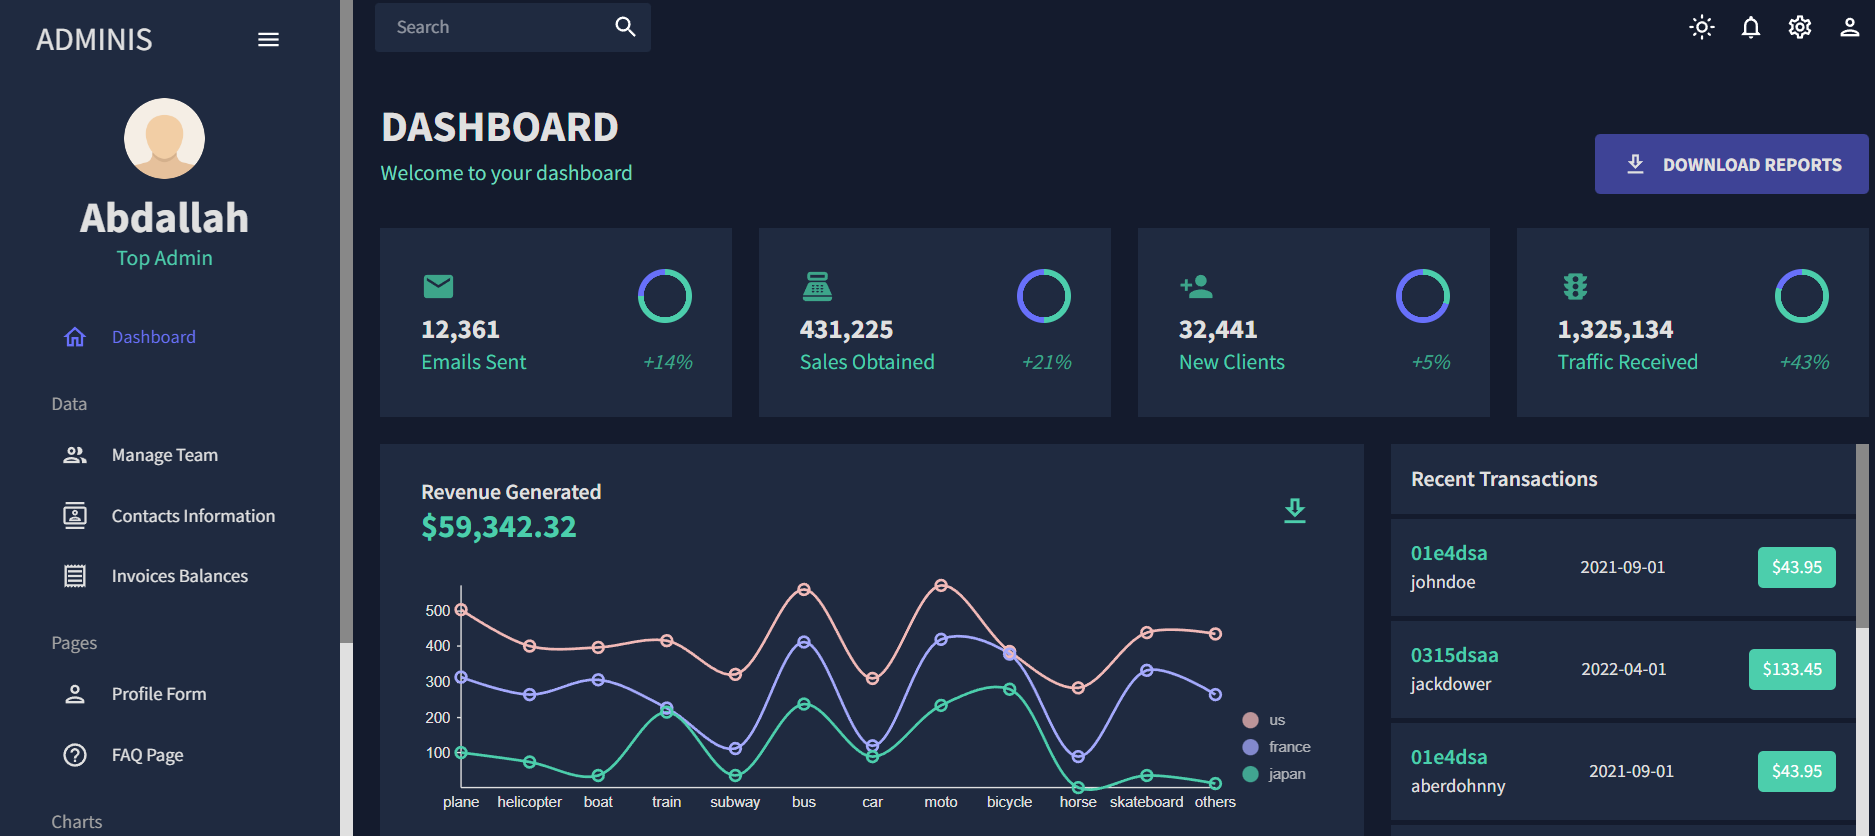 ADMINIS
Abdallah
Top Admin
Dashboard
Data
Manage Team
Contacts Information
Invoices Balances
Pages
Profile Form
FAQ Page
Charts
Search
DASHBOARD
Welcome to your dashboard
DOWNLOAD REPORTS
12,361
Emails Sent
+14%
431,225
Sales Obtained
+21%
32,441
New Clients
+5%
1,325,134
Traffic Received
+43%
Revenue Generated
$59,342.32
500
400
300
200
100
plane helicopter boat train subway bus car moto bicycle horse skateboard others
us
france
japan
Recent Transactions
01e4dsa
johndoe
2021-09-01
$43.95
0315dsaa
jackdower
2022-04-01
$133.45
01e4dsa
aberdohnny
2021-09-01
$43.95